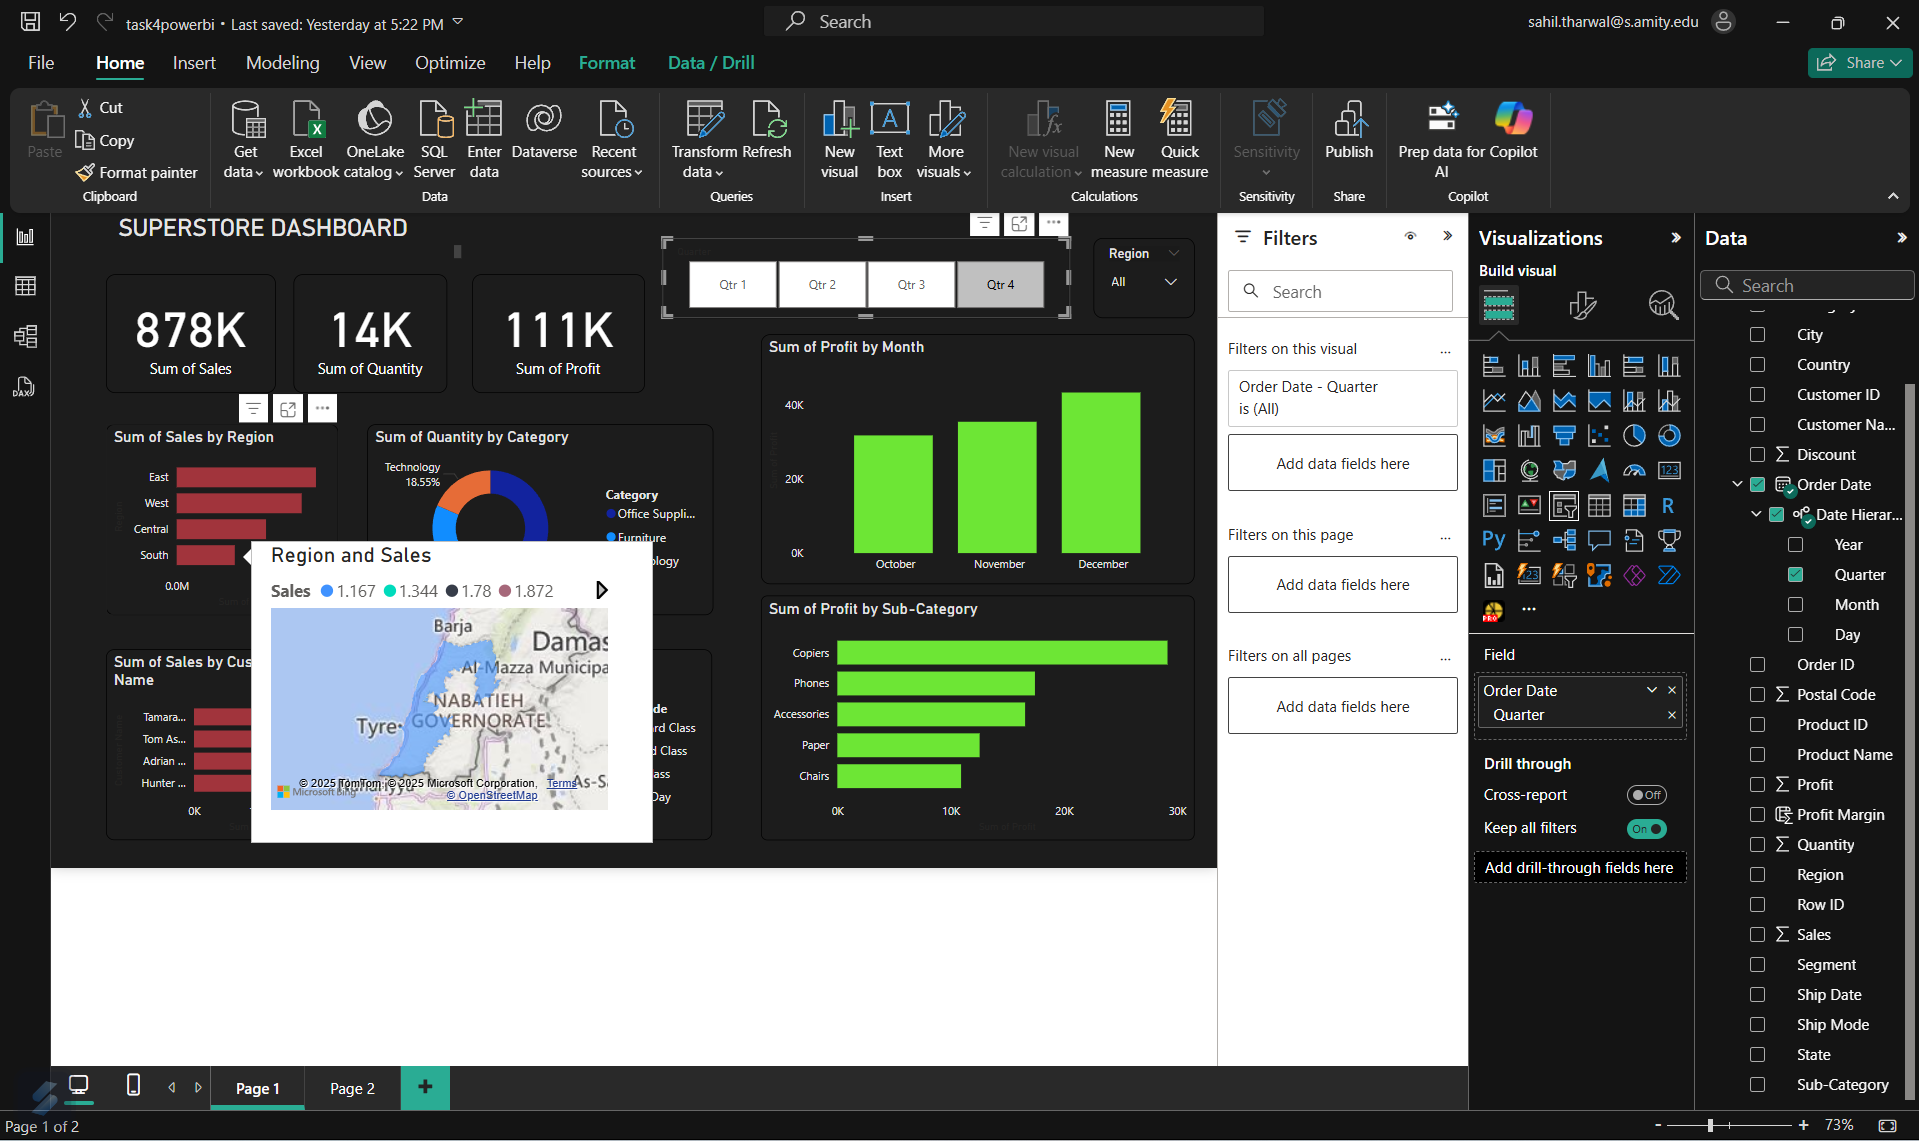 task4powerbi • Last saved: Yesterday at 5:22 PM
Search
sahil.tharwal@s.amity.edu
File
Home
Insert
Modeling
View
Optimize
Help
Format
Data / Drill
Share
Paste
Cut
Copy
Format painter
Clipboard
Get data
Excel workbook
OneLake catalog
SQL Server
Enter data
Dataverse
Recent sources
Data
Transform data
Refresh
Queries
New visual
Text box
More visuals
Insert
New visual calculation
New measure
Quick measure
Calculations
Sensitivity
Sensitivity
Publish
Share
Prep data for AI
Copilot
Copilot
SUPERSTORE DASHBOARD
878K
Sum of Sales
14K
Sum of Quantity
111K
Sum of Profit
Qtr 1
Qtr 2
Qtr 3
Qtr 4
Region
All
Sum of Sales by Region
East
West
Central
South
0.0M
Sum of Quantity by Category
Technology
18.55%
Category
Office Suppli...
Furniture
ology
Region and Sales
Sales 1.167 1.344 1.78 1.872
Barja
Damas
Al-Mazza Municipa
NABATIEH
GOVERNORATE
Tyre
As-S
© 2025 TomTom, © 2025 Microsoft Corporation, Terms
© OpenStreetMap
Microsoft Bing
Sum of Sales by Cus
Name
Tamara...
Tom As...
Adrian ...
Hunter ...
0K
de
rd Class
d Class
ass
Day
Sum of Profit by Month
40K
20K
0K
October
November
December
Sum of Profit by Sub-Category
Copiers
Phones
Accessories
Paper
Chairs
0K
10K
20K
30K
Filters
Search
Filters on this visual
...
Order Date - Quarter
is (All)
Add data fields here
Filters on this page
...
Add data fields here
Filters on all pages
...
Add data fields here
Visualizations
Build visual
123
R
Py
123
PRO
...
Field
Order Date
Quarter
Drill through
Cross-report
Off
Keep all filters
On
Add drill-through fields here
Data
Search
City
Country
Customer ID
Customer Na...
Discount
Order Date
Date Hierar...
Year
Quarter
Month
Day
Order ID
Postal Code
Product ID
Product Name
Profit
Profit Margin
Quantity
Region
Row ID
Sales
Segment
Ship Date
Ship Mode
State
Sub-Category
DAX
Page 1
Page 2
+
Page 1 of 2
- + 73%